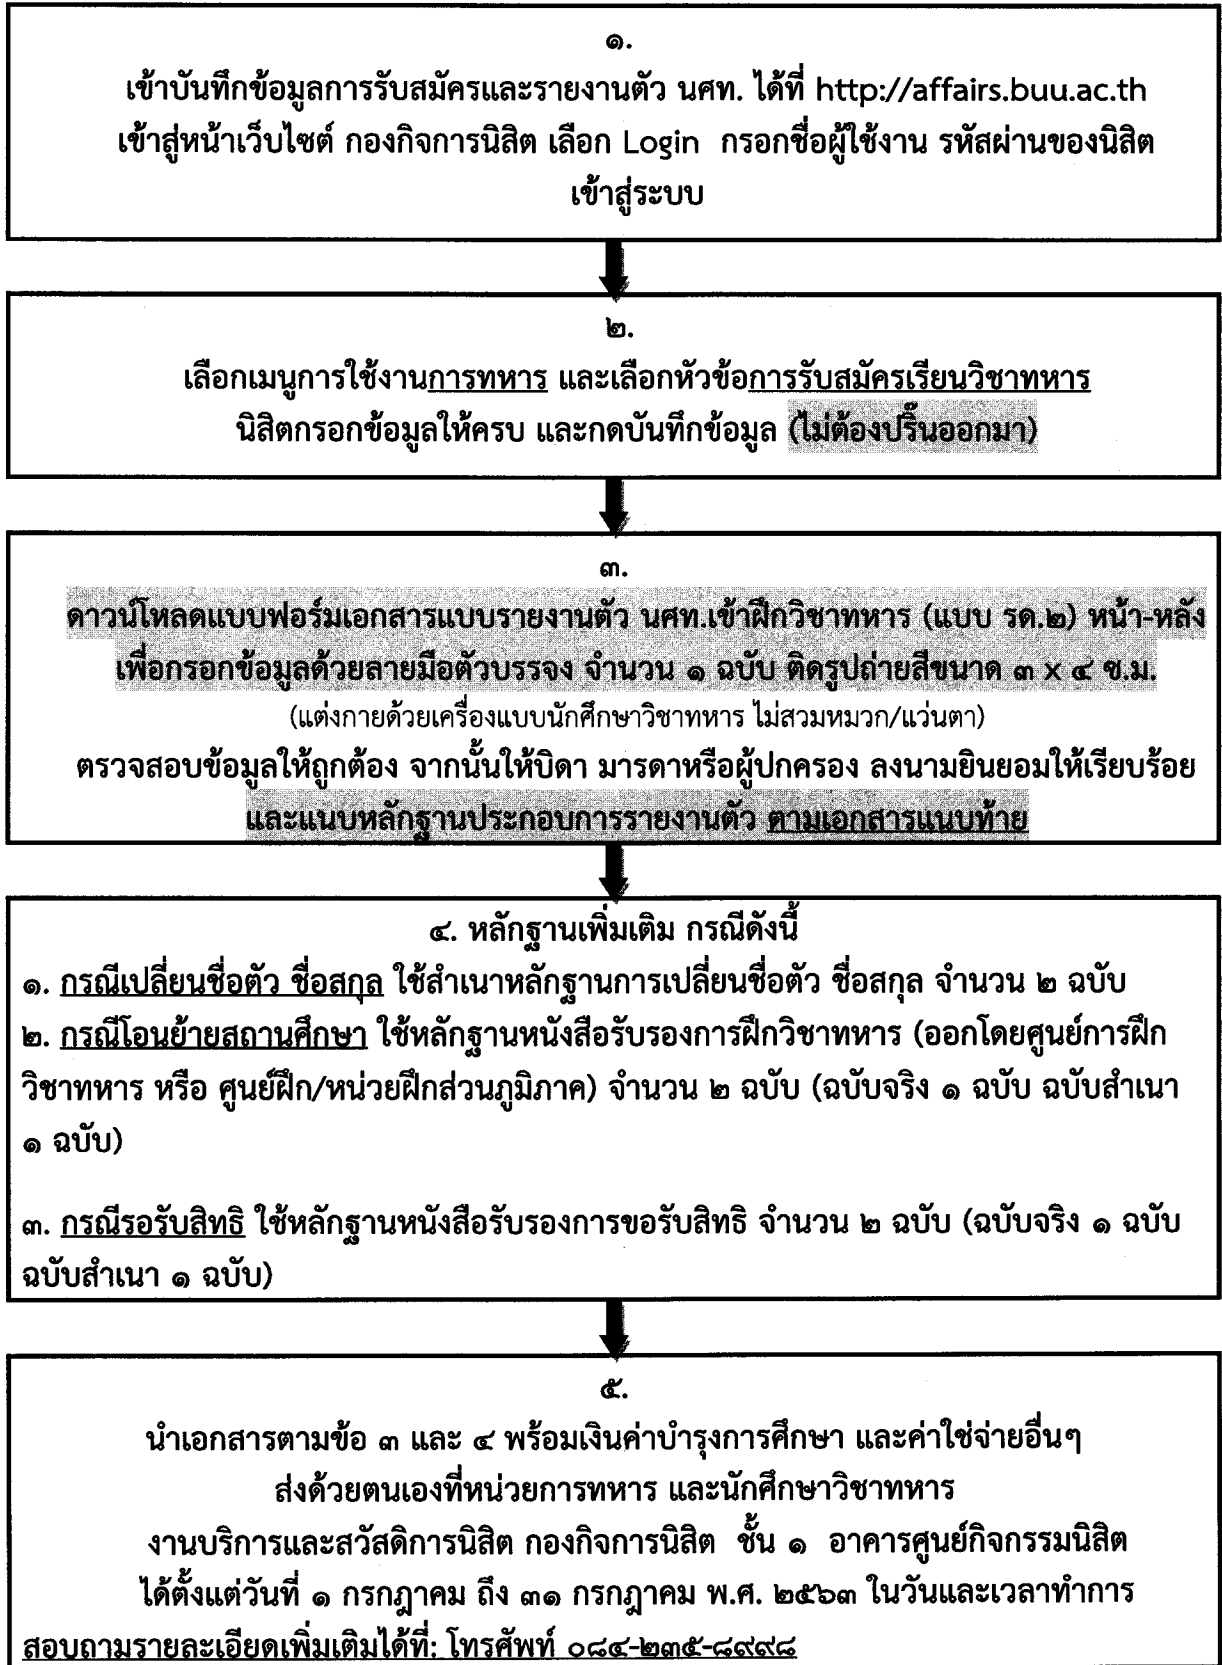 ๑.
เข้าบันทึกข้อมูลการรับสมัครและรายงานตัว นศท. ได้ที่ http://affairs.buu.ac.th
เข้าสู่หน้าเว็บไซต์ กองกิจการนิสิต เลือก Login กรอกชื่อผู้ใช้งาน รหัสผ่านของนิสิต
เข้าสู่ระบบ
๒.
เลือกเมนูการใช้งานการทหาร และเลือกหัวข้อการรับสมัครเรียนวิชาทหาร
นิสิตกรอกข้อมูลให้ครบ และกดบันทึกข้อมูล (ไม่ต้องปริ๊นออกมา)
๓.
ดาวน์โหลดแบบฟอร์มเอกสารแบบรายงานตัว นศท.เข้าฝึกวิชาทหาร (แบบ รด.๒) หน้า-หลัง
เพื่อกรอกข้อมูลด้วยลายมือตัวบรรจง จำนวน ๑ ฉบับ ติดรูปถ่ายสีขนาด ๓ x ๔ ซ.ม.
(แต่งกายด้วยเครื่องแบบนักศึกษาวิชาทหาร ไม่สวมหมวก/แว่นตา)
ตรวจสอบข้อมูลให้ถูกต้อง จากนั้นให้บิดา มารดาหรือผู้ปกครอง ลงนามยินยอมให้เรียบร้อย
และแนบหลักฐานประกอบการรายงานตัว ตามเอกสารแนบท้าย
๔. หลักฐานเพิ่มเติม กรณีดังนี้
๑. กรณีเปลี่ยนชื่อตัว ชื่อสกุล ใช้สำเนาหลักฐานการเปลี่ยนชื่อตัว ชื่อสกุล จำนวน ๒ ฉบับ
๒. กรณีโอนย้ายสถานศึกษา ใช้หลักฐานหนังสือรับรองการฝึกวิชาทหาร (ออกโดยศูนย์การฝึก
วิชาทหาร หรือ ศูนย์ฝึก/หน่วยฝึกส่วนภูมิภาค) จำนวน ๒ ฉบับ (ฉบับจริง ๑ ฉบับ ฉบับสำเนา
๑ ฉบับ)
๓. กรณีรอรับสิทธิ ใช้หลักฐานหนังสือรับรองการขอรับสิทธิ จำนวน ๒ ฉบับ (ฉบับจริง ๑ ฉบับ
ฉบับสำเนา ๑ ฉบับ)
๕.
นำเอกสารตามข้อ ๓ และ ๔ พร้อมเงินค่าบำรุงการศึกษา และค่าใช่จ่ายอื่นๆ
ส่งด้วยตนเองที่หน่วยการทหาร และนักศึกษาวิชาทหาร
งานบริการและสวัสดิการนิสิต กองกิจการนิสิต ชั้น ๑ อาคารศูนย์กิจกรรมนิสิต
ได้ตั้งแต่วันที่ ๑ กรกฎาคม ถึง ๓๑ กรกฎาคม พ.ศ. ๒๕๖๓ ในวันและเวลาทำการ
สอบถามรายละเอียดเพิ่มเติมได้ที่: โทรศัพท์ ๐๘๔-๒๓๕-๘๙๙๘